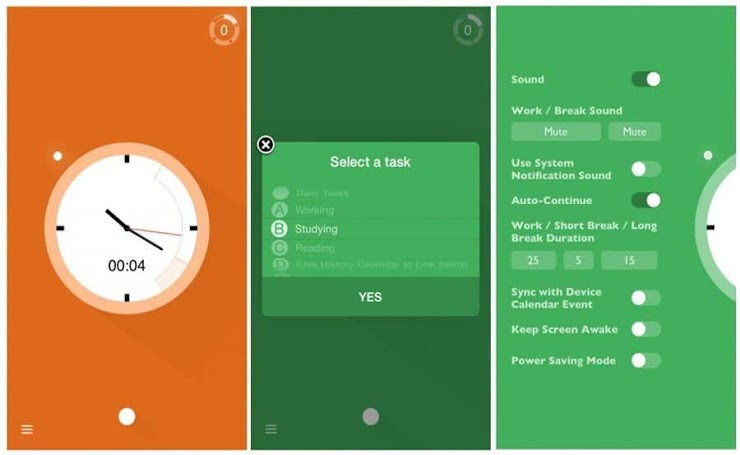 0
00:04
0
Select a task
Daily Tasks
A Working
B Studying
C Reading
D (Use History Calendar to Link Items)
YES
Sound
Work / Break Sound
Mute Mute
Use System
Notification Sound
Auto-Continue
Work / Short Break / Long
Break Duration
25 5 15
Sync with Device
Calendar Event
Keep Screen Awake
Power Saving Mode